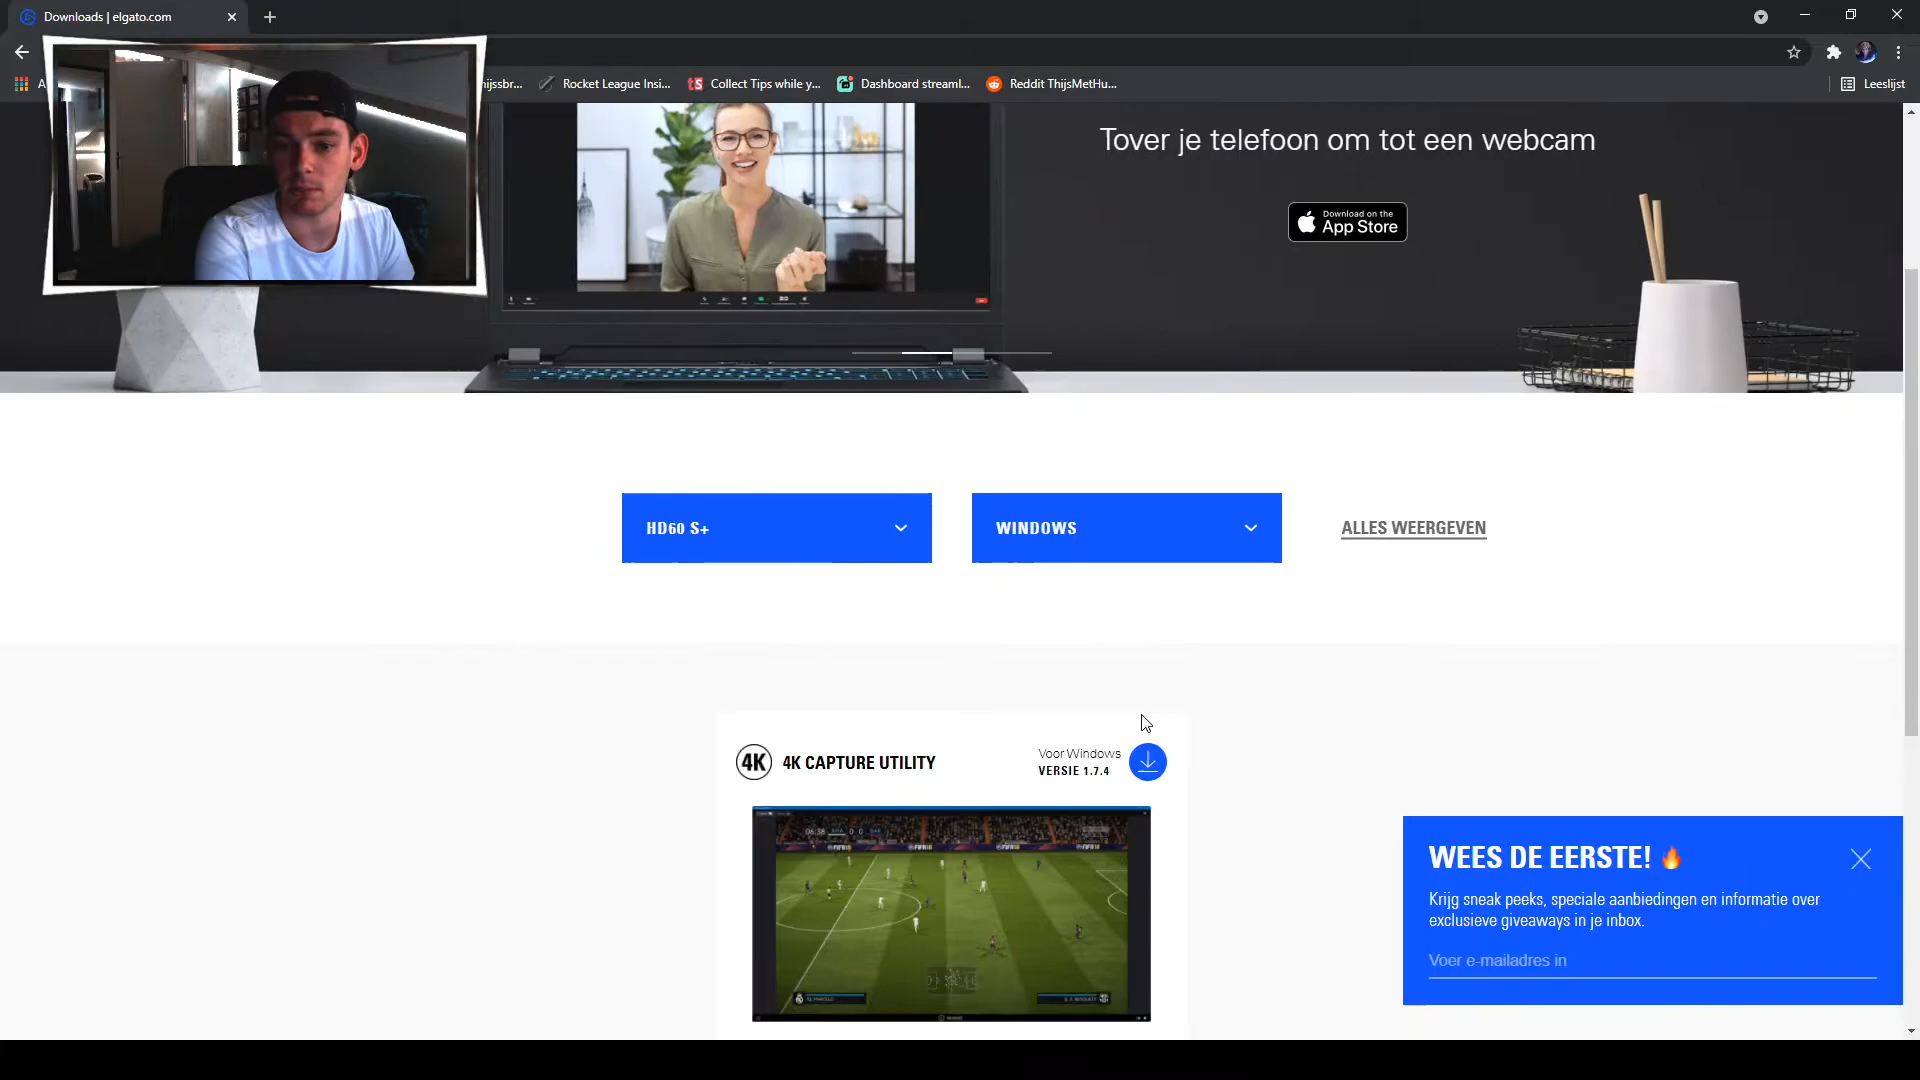 Downloads | elgato.com
A
ijssbr...
Rocket League Insi...
Collect Tips while y...
Dashboard streaml...
Reddit ThijsMetHu...
Leeslijst
Tover je telefoon om tot een webcam
Download on the
App Store
HD60 S+
WINDOWS
ALLES WEERGEVEN
4K
4K CAPTURE UTILITY
Voor Windows
VERSIE 1.7.4
WEES DE EERSTE! 🔥
Krijg sneak peeks, speciale aanbiedingen en informatie over
exclusieve giveaways in je inbox.
Voer e-mailadres in